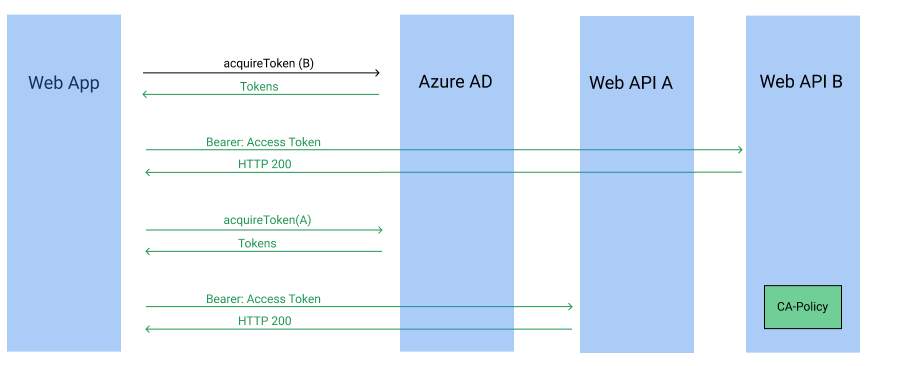 Web App
Azure AD
Web API A
Web API B
acquireToken (B)
Tokens
Bearer: Access Token
HTTP 200
acquireToken(A)
Tokens
Bearer: Access Token
HTTP 200
CA-Policy